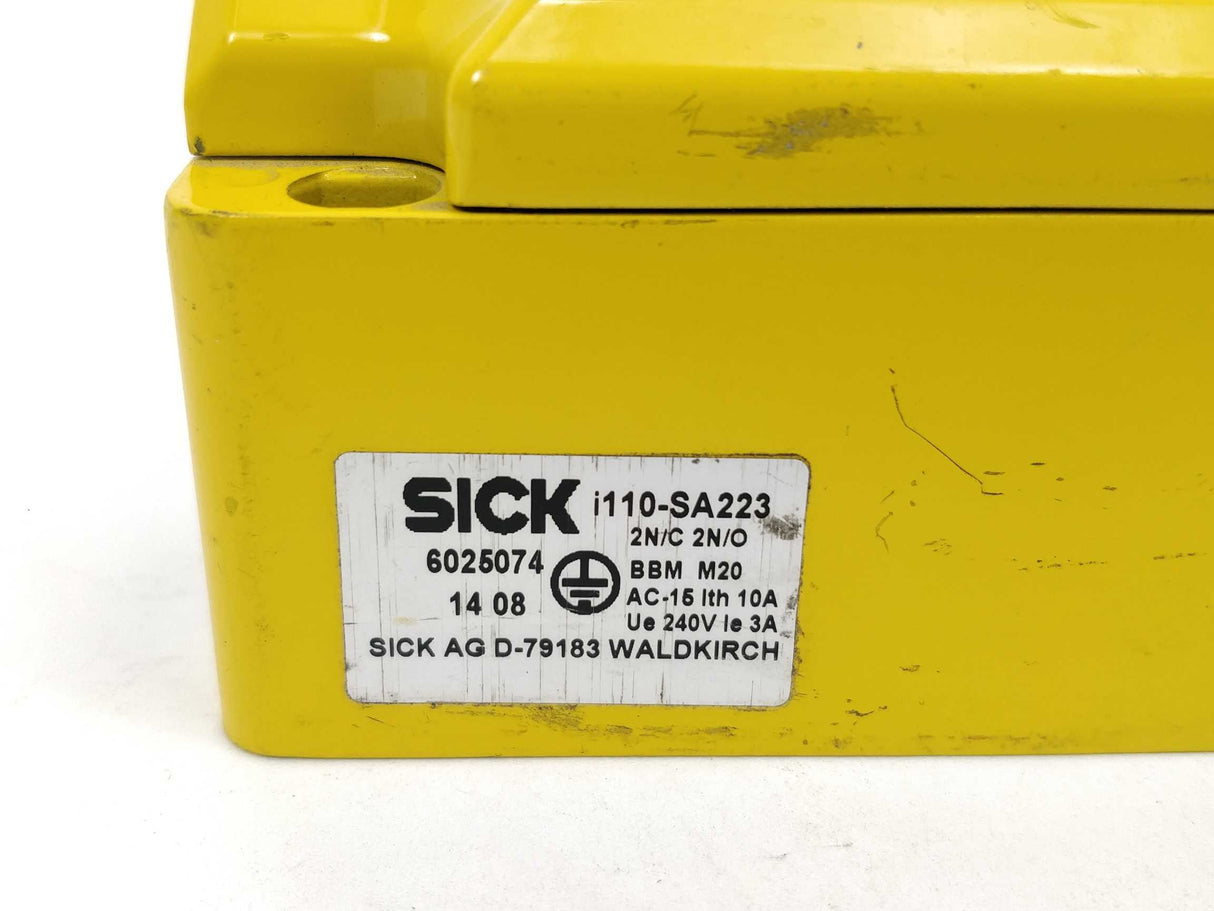 SICK i110-SA223
2N/C 2N/O
6025074
BBM M20
14 08
AC-15 Ith 10A
Ue 240V Ie 3A
SICK AG D-79183 WALDKIRCH